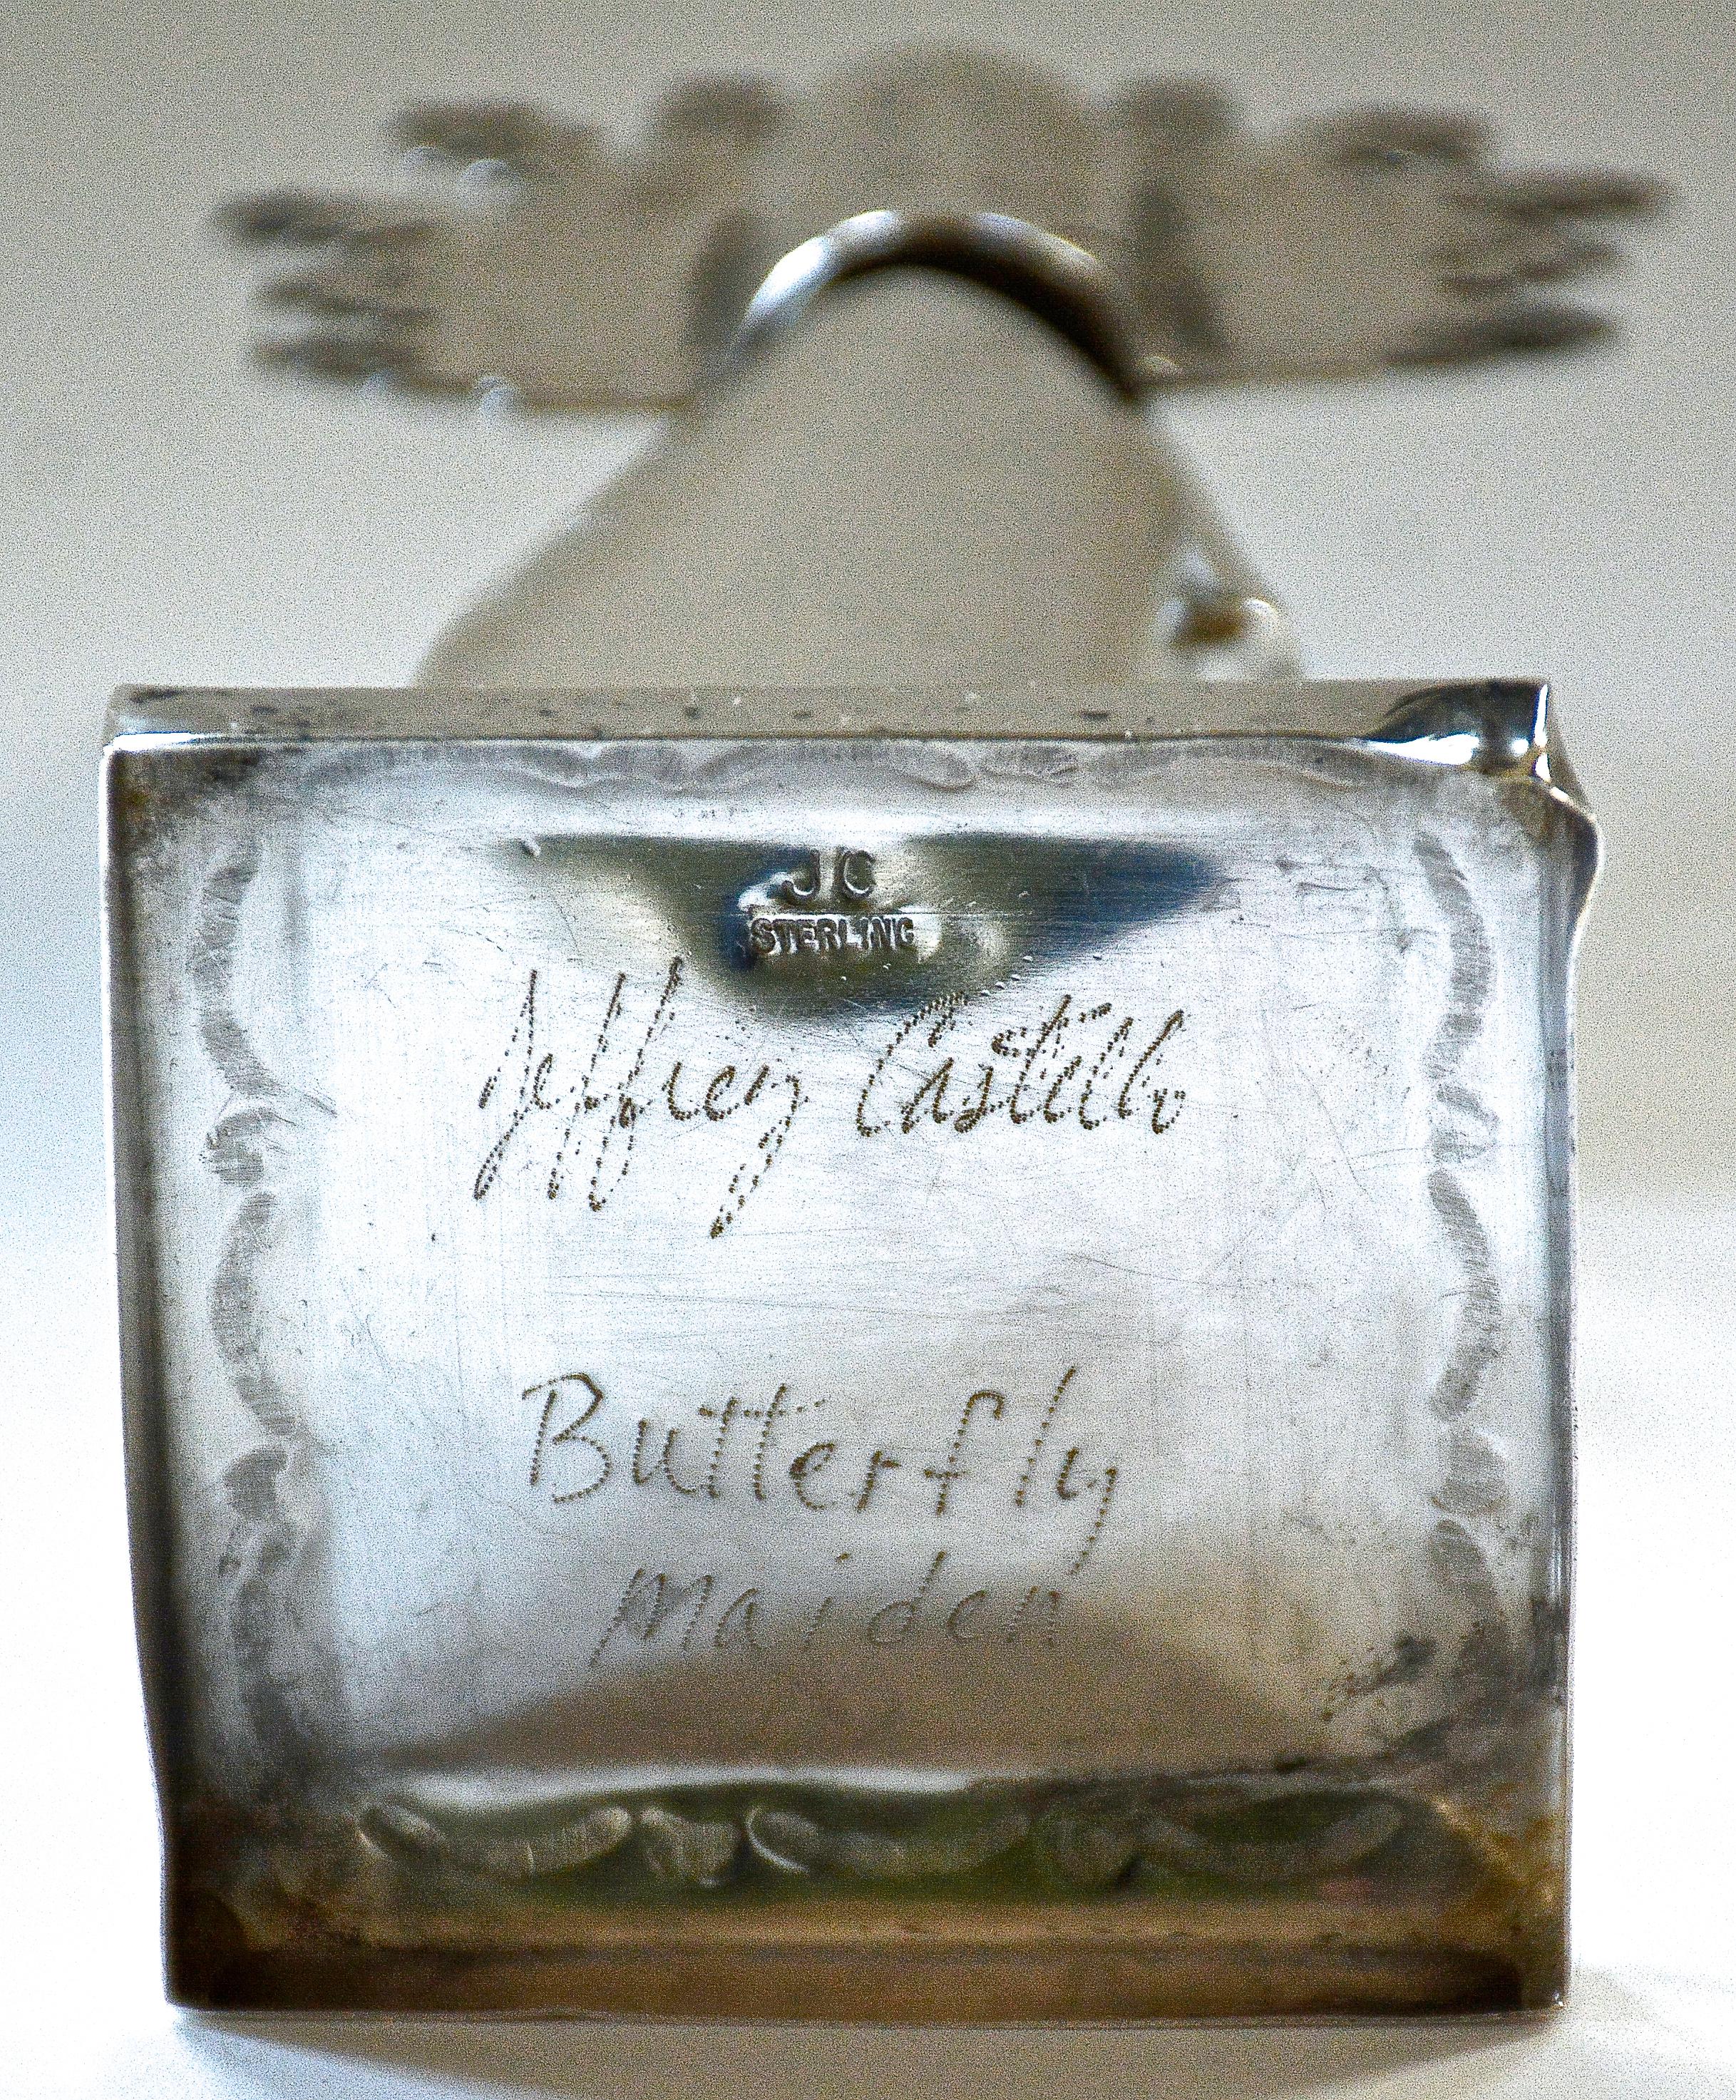 JC
STERLING
Jeffrey Castillo
Butterfly
maiden